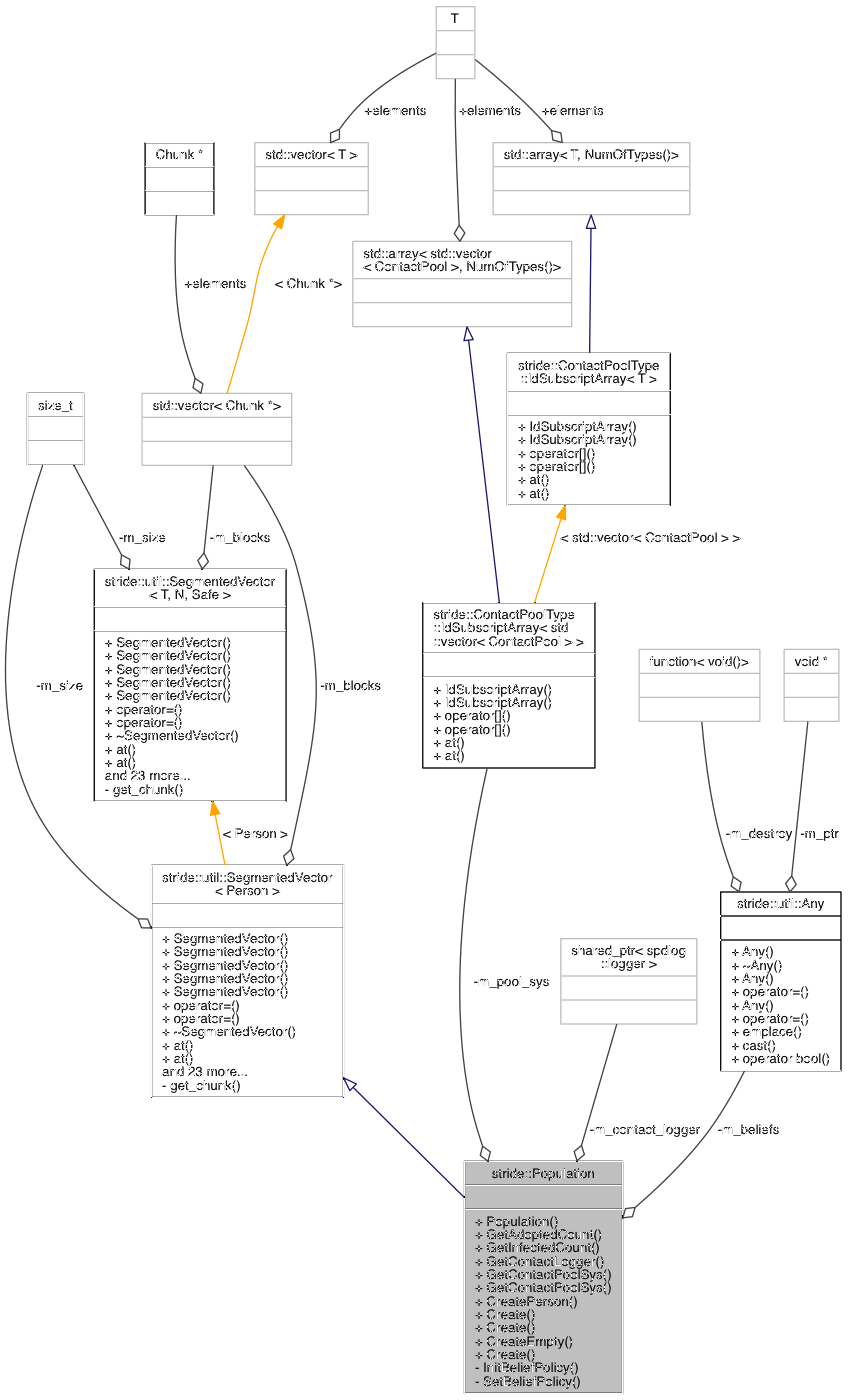 T
+elements
+elements
+elements
Chunk *
std::vector< T >
std::array< T, NumOfTypes()>
std::array< std::vector
< ContactPool >, NumOfTypes()>
+elements
< Chunk *>
stride::ContactPoolType
::IdSubscriptArray< T >
+ IdSubscriptArray()
+ IdSubscriptArray()
+ operator[]()
+ operator[]()
+ at()
+ at()
size_t
std::vector< Chunk *>
-m_size
-m_blocks
< std::vector< ContactPool > >
stride::util::SegmentedVector
< T, N, Safe >
+ SegmentedVector()
+ SegmentedVector()
+ SegmentedVector()
+ SegmentedVector()
+ SegmentedVector()
+ operator=()
+ operator=()
+ ~SegmentedVector()
+ at()
+ at()
and 23 more...
- get_chunk()
-m_size
-m_blocks
stride::ContactPoolType
::IdSubscriptArray< std
::vector< ContactPool > >
+ IdSubscriptArray()
+ IdSubscriptArray()
+ operator[]()
+ operator[]()
+ at()
+ at()
function< void()>
void *
< Person >
-m_destroy
-m_ptr
stride::util::SegmentedVector
< Person >
+ SegmentedVector()
+ SegmentedVector()
+ SegmentedVector()
+ SegmentedVector()
+ SegmentedVector()
+ operator=()
+ operator=()
+ ~SegmentedVector()
+ at()
+ at()
and 23 more...
- get_chunk()
-m_pool_sys
shared_ptr< spdlog
::logger >
stride::util::Any
+ Any()
+ ~Any()
+ Any()
+ operator=()
+ Any()
+ operator=()
+ emplace()
+ cast()
+ operator bool()
-m_contact_logger
-m_beliefs
stride::Population
+ Population()
+ GetAdoptedCount()
+ GetInfectedCount()
+ GetContactLogger()
+ GetContactPoolSys()
+ GetContactPoolSys()
+ CreatePerson()
+ Create()
+ Create()
+ CreateEmpty()
+ Create()
- InitBeliefPolicy()
- SetBeliefPolicy()